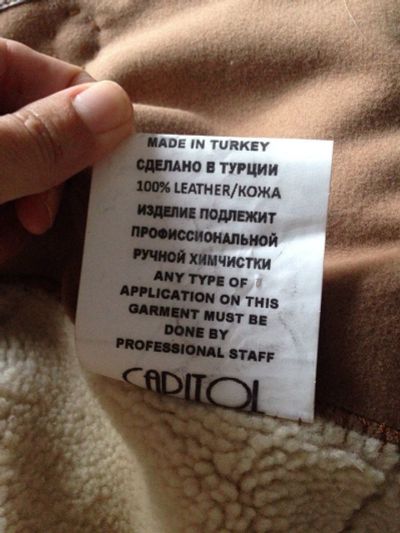 MADE IN TURKEY
СДЕЛАНО В ТУРЦИИ
100% LEATHER/КОЖА
ИЗДЕЛИЕ ПОДЛЕЖИТ
ПРОФИССИОНАЛЬНОЙ
РУЧНОЙ ХИМЧИСТКИ
ANY TYPE OF
APPLICATION ON THIS
GARMENT MUST BE
DONE BY
PROFESSIONAL STAFF
CAPITOL